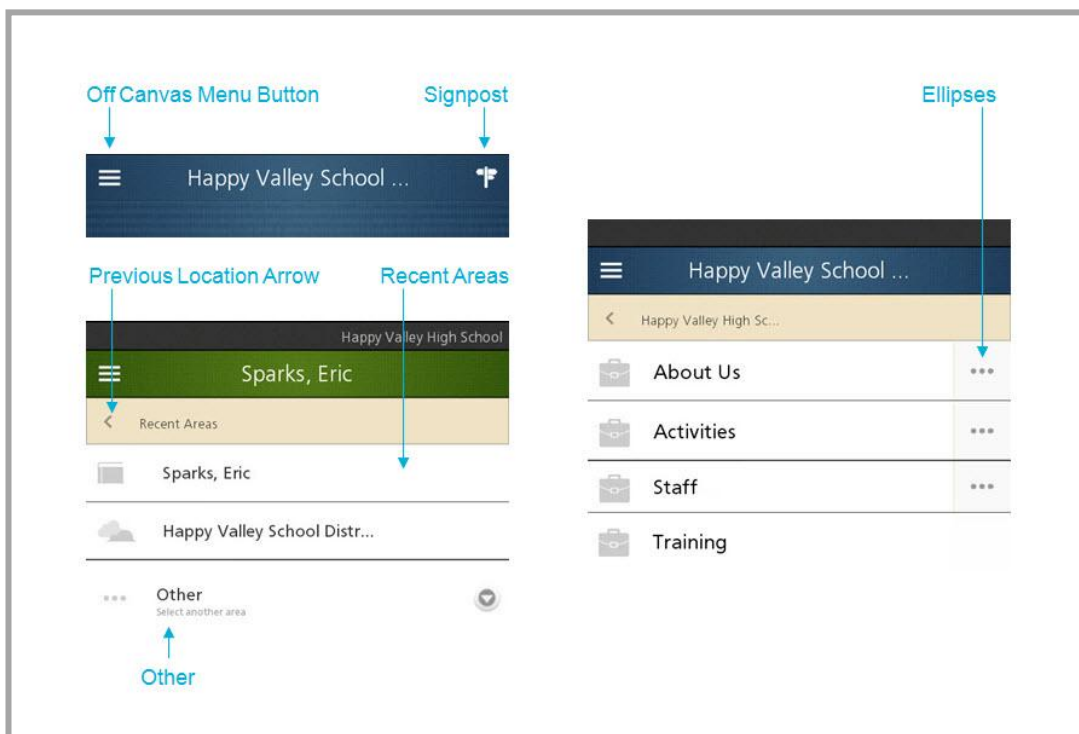 Off Canvas Menu Button
Signpost
Happy Valley School ...
Previous Location Arrow
Recent Areas
Happy Valley High School
Sparks, Eric
Recent Areas
Sparks, Eric
Happy Valley School Distr...
Other
Select another area
Other
Ellipses
Happy Valley School ...
Happy Valley High Sc...
About Us
Activities
Staff
Training